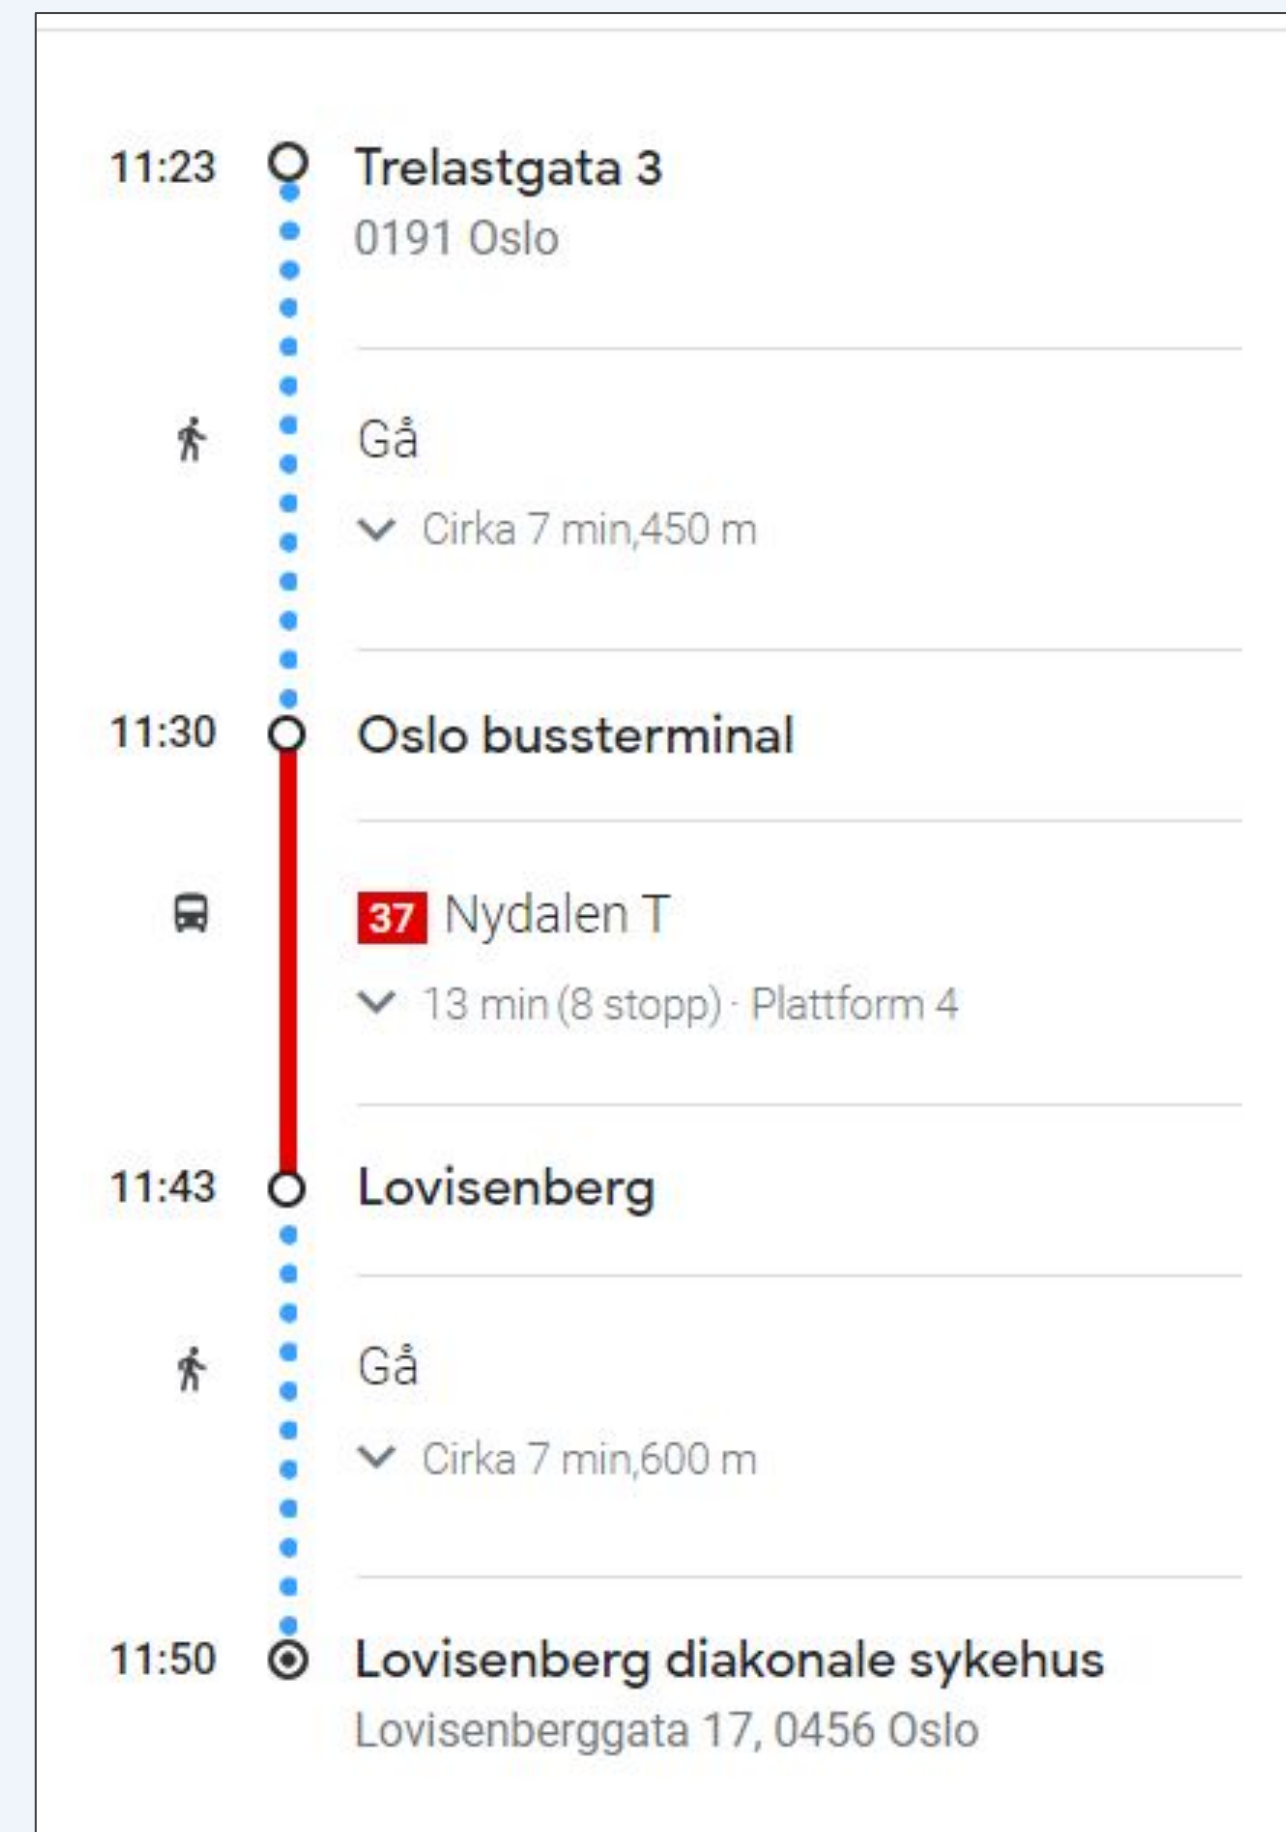 11:23 Trelastgata 3
0191 Oslo
Gå
Cirka 7 min,450 m
11:30 Oslo bussterminal
37 Nydalen T
13 min (8 stopp) · Plattform 4
11:43 Lovisenberg
Gå
Cirka 7 min,600 m
11:50 Lovisenberg diakonale sykehus
Lovisenberggata 17, 0456 Oslo